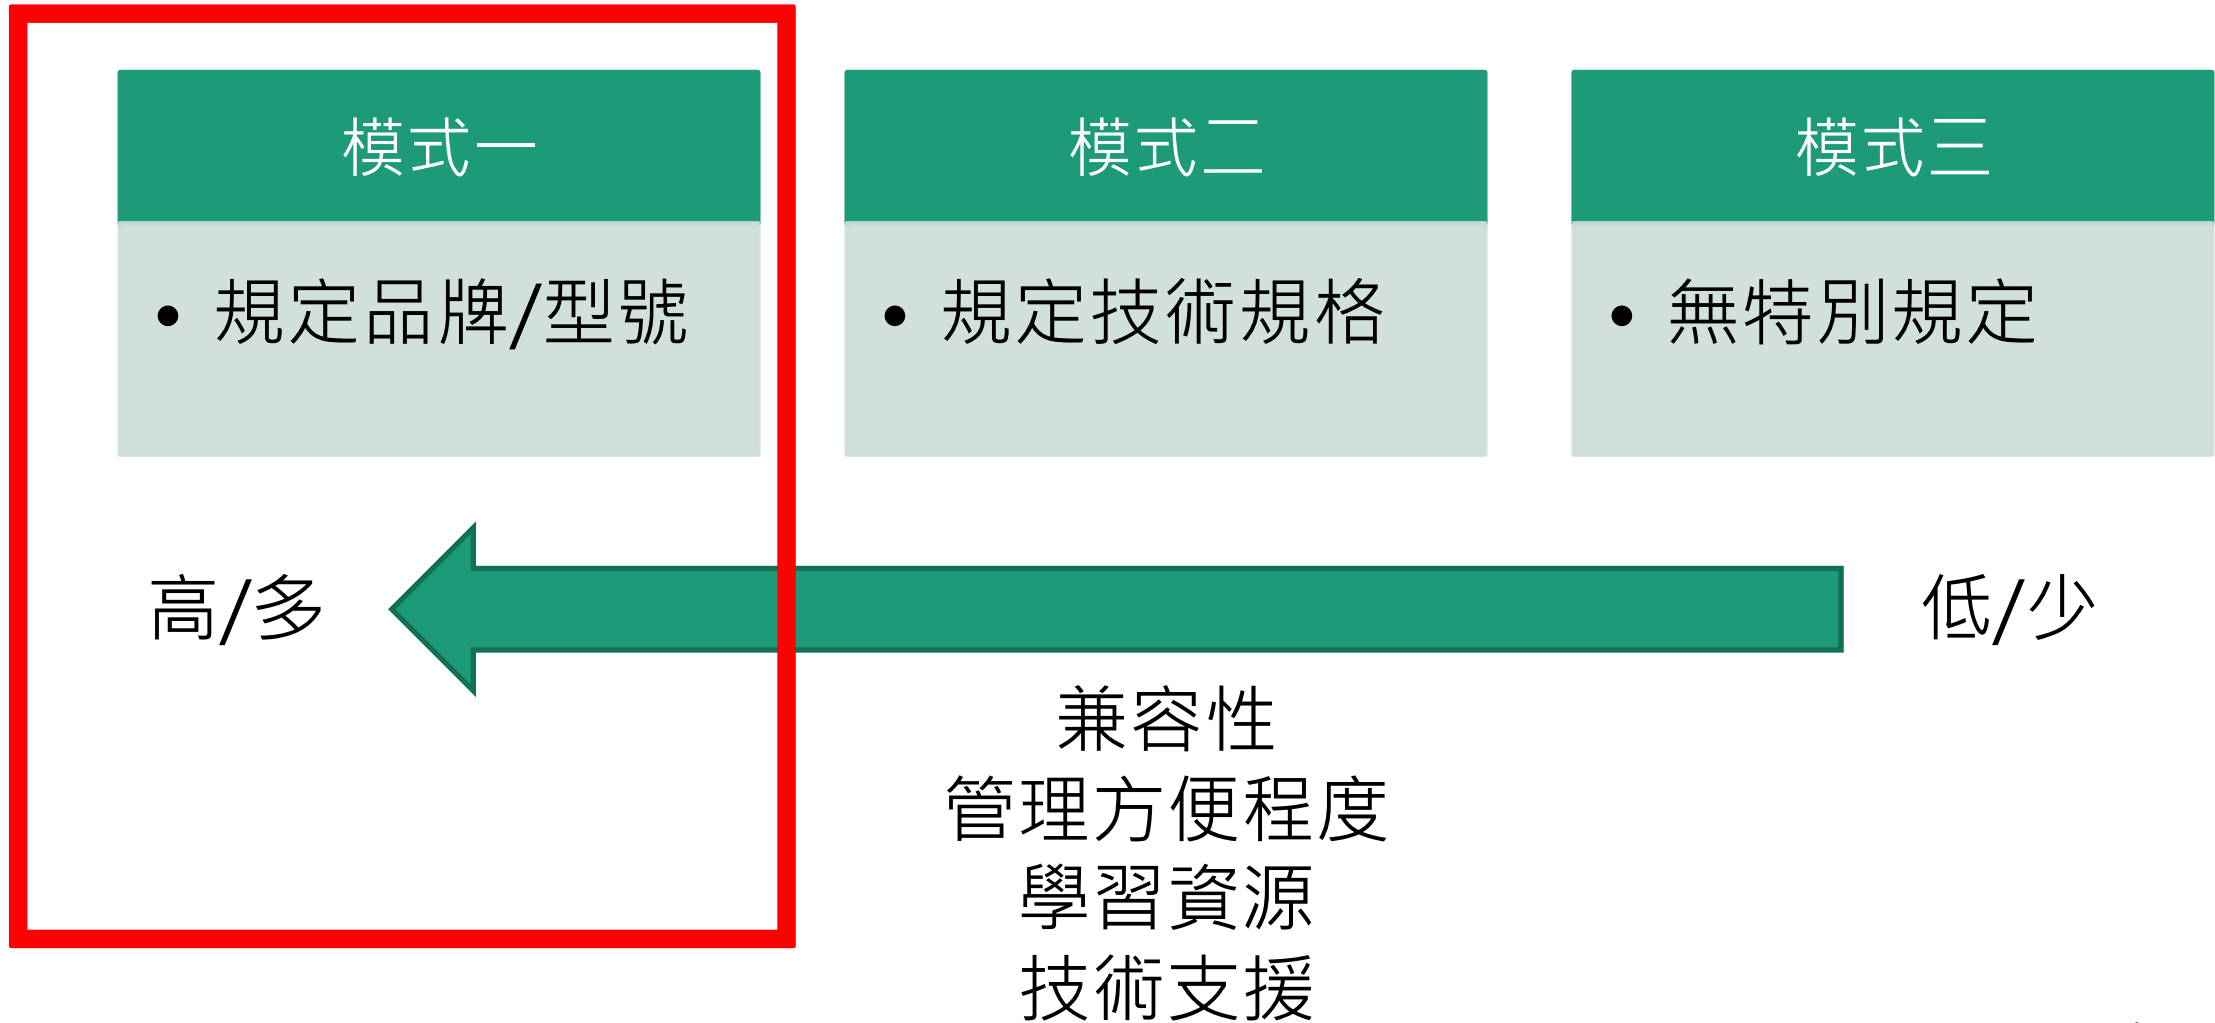 模式一
• 規定品牌/型號
模式二
• 規定技術規格
模式三
• 無特別規定
高/多
低/少
兼容性
管理方便程度
學習資源
技術支援